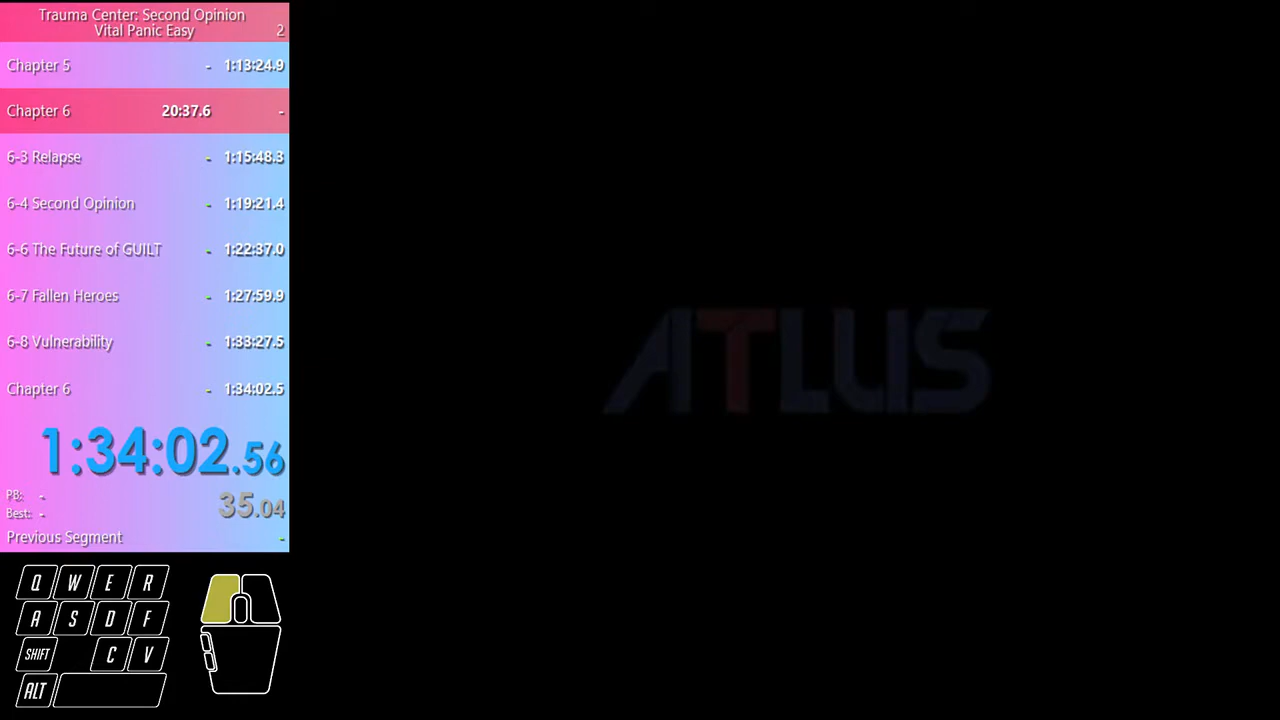 Trauma Center: Second Opinion
Vital Panic Easy 2
Chapter 5 - 1:13:24.9
Chapter 6 20:37.6 -
6-3 Relapse - 1:15:48.3
6-4 Second Opinion - 1:19:21.4
6-6 The Future of GUILT - 1:22:37.0
6-7 Fallen Heroes - 1:27:59.9
6-8 Vulnerability - 1:33:27.5
Chapter 6 - 1:34:02.5
1:34:02.56
PB: -
35.04
Best: -
Previous Segment -
ATLUS
Q W E R
A S D F
SHIFT C V
ALT